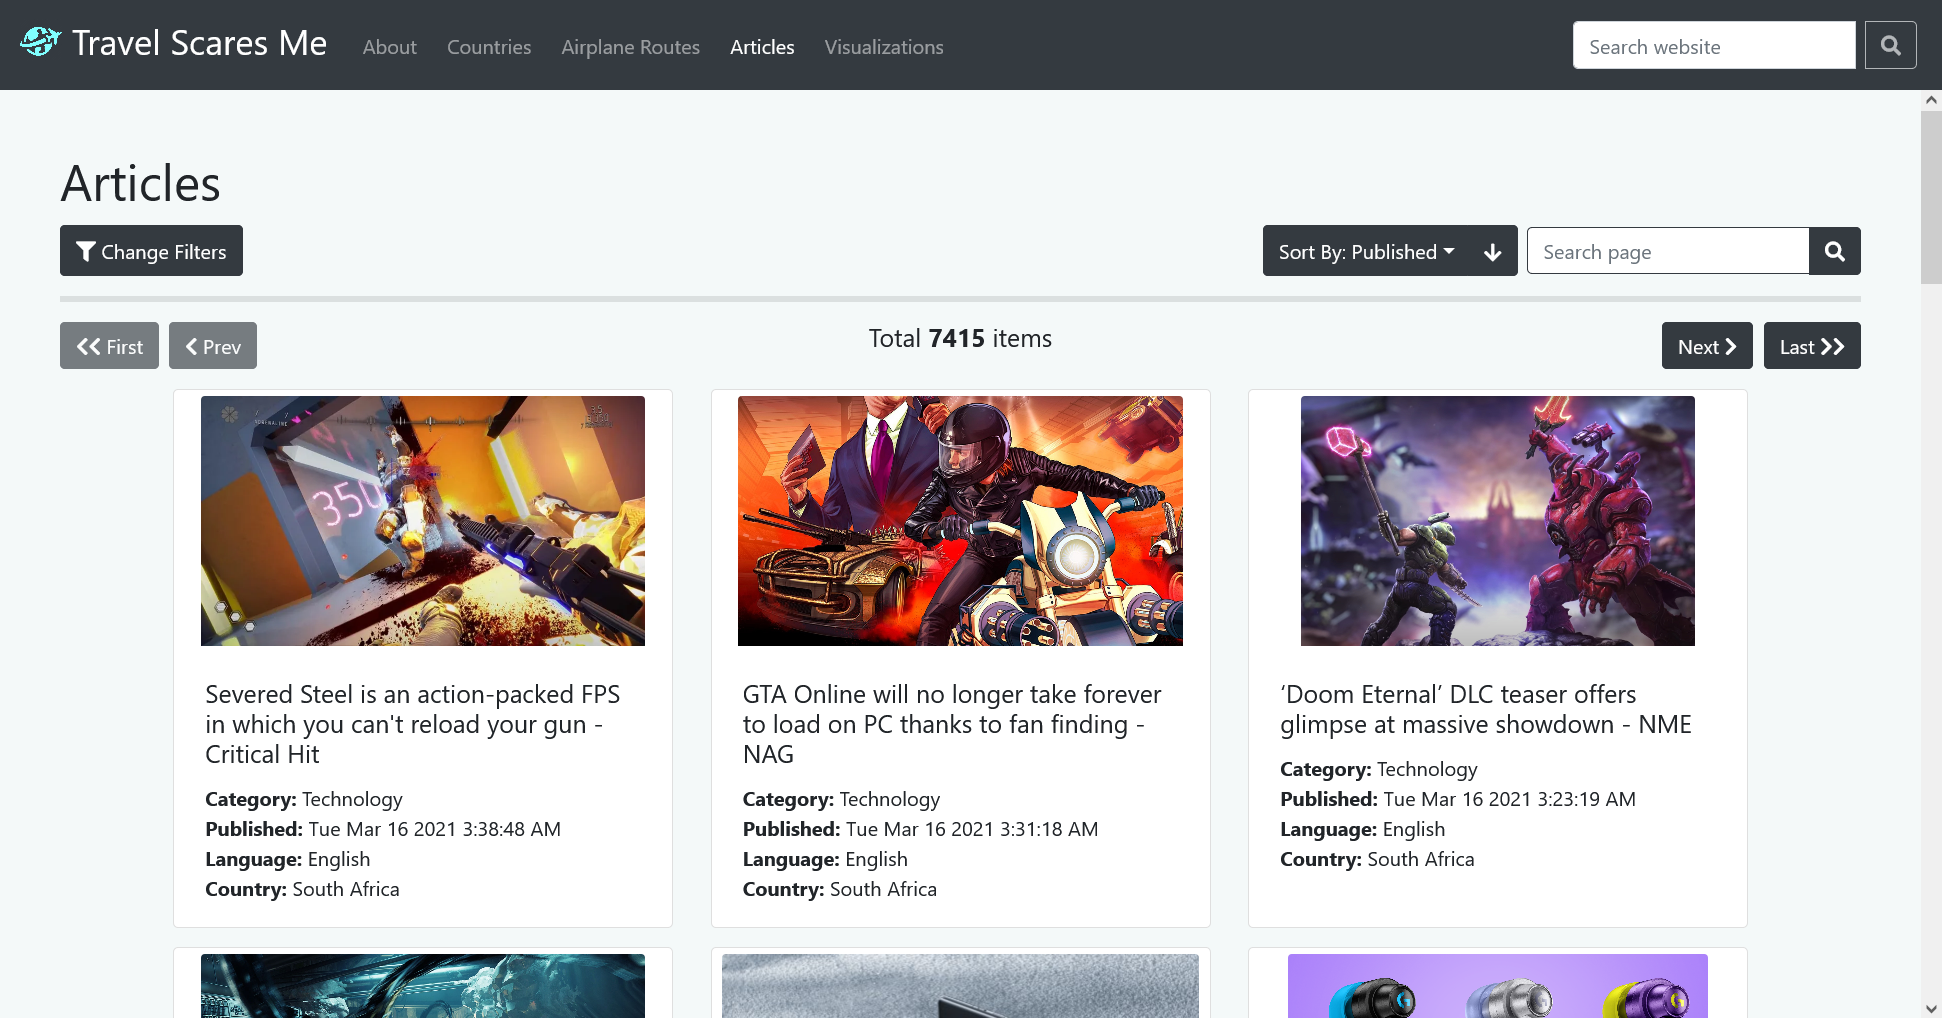 Travel Scares Me
About
Countries
Airplane Routes
Articles
Visualizations
Search website
Articles
Change Filters
Sort By: Published
Search page
First
Prev
Total 7415 items
Next
Last
350
Severed Steel is an action-packed FPS
in which you can't reload your gun -
Critical Hit
Category: Technology
Published: Tue Mar 16 2021 3:38:48 AM
Language: English
Country: South Africa
GTA Online will no longer take forever
to load on PC thanks to fan finding -
NAG
Category: Technology
Published: Tue Mar 16 2021 3:31:18 AM
Language: English
Country: South Africa
‘Doom Eternal’ DLC teaser offers
glimpse at massive showdown - NME
Category: Technology
Published: Tue Mar 16 2021 3:23:19 AM
Language: English
Country: South Africa